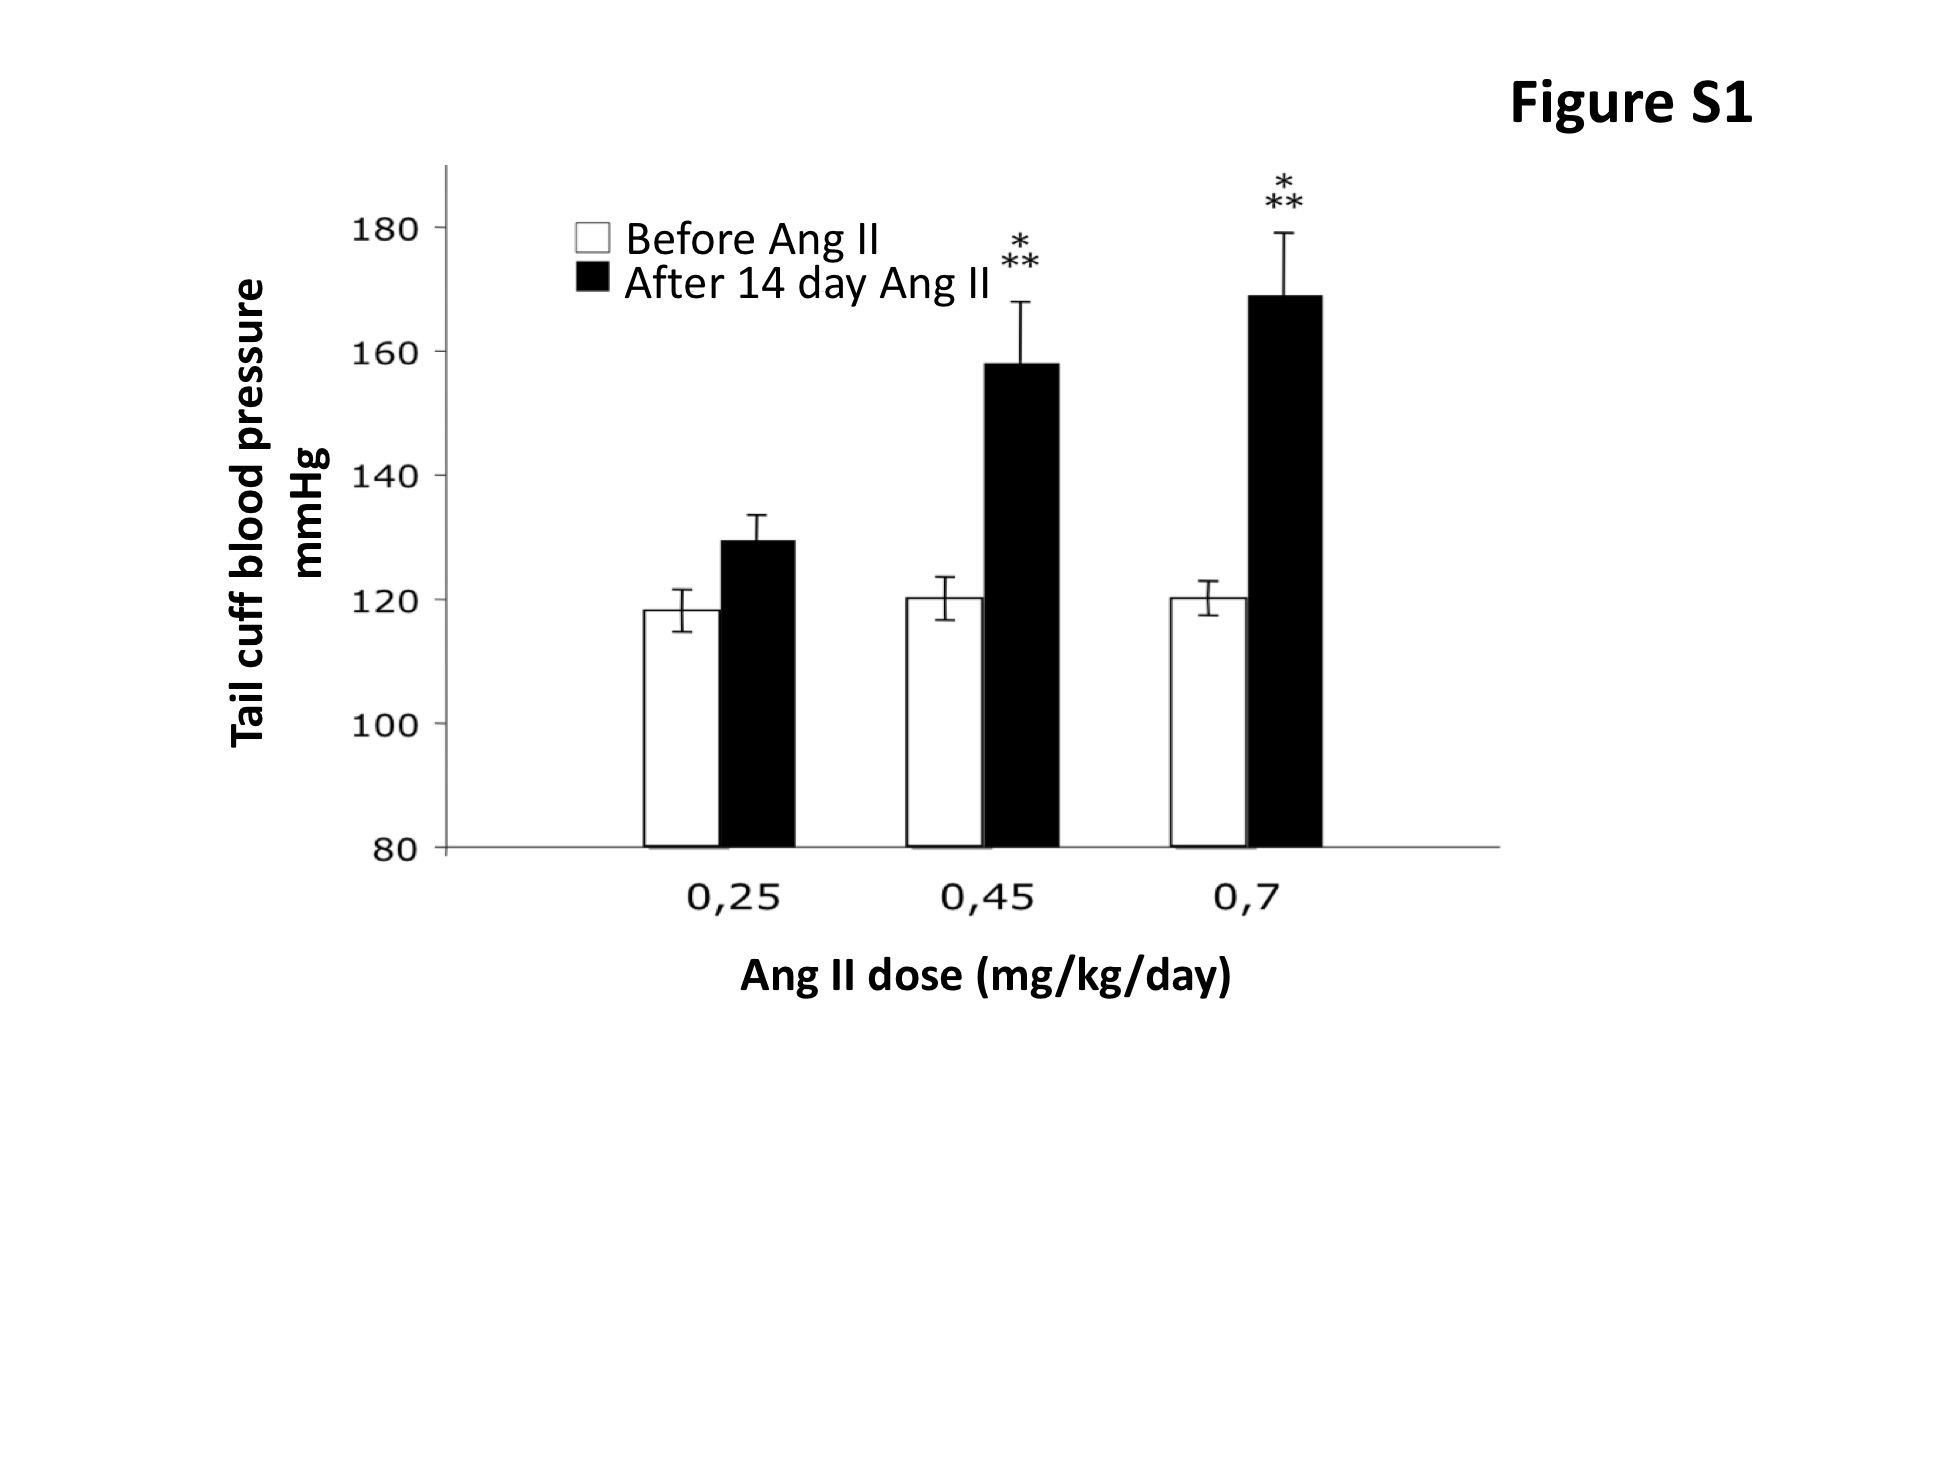 Figure S1
*
**
*
**
Before Ang II
After 14 day Ang II
Tail cuff blood pressure
mmHg
180
160
140
120
100
80
0,25 0,45 0,7
Ang II dose (mg/kg/day)